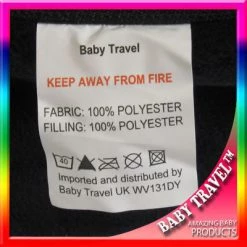 Baby Travel
KEEP AWAY FROM FIRE
FABRIC: 100% POLYESTER
FILLING: 100% POLYESTER
40
Imported and distributed by
Baby Travel UK WV131DY
BABY TRAVEL™
AMAZING BABY
PRODUCTS